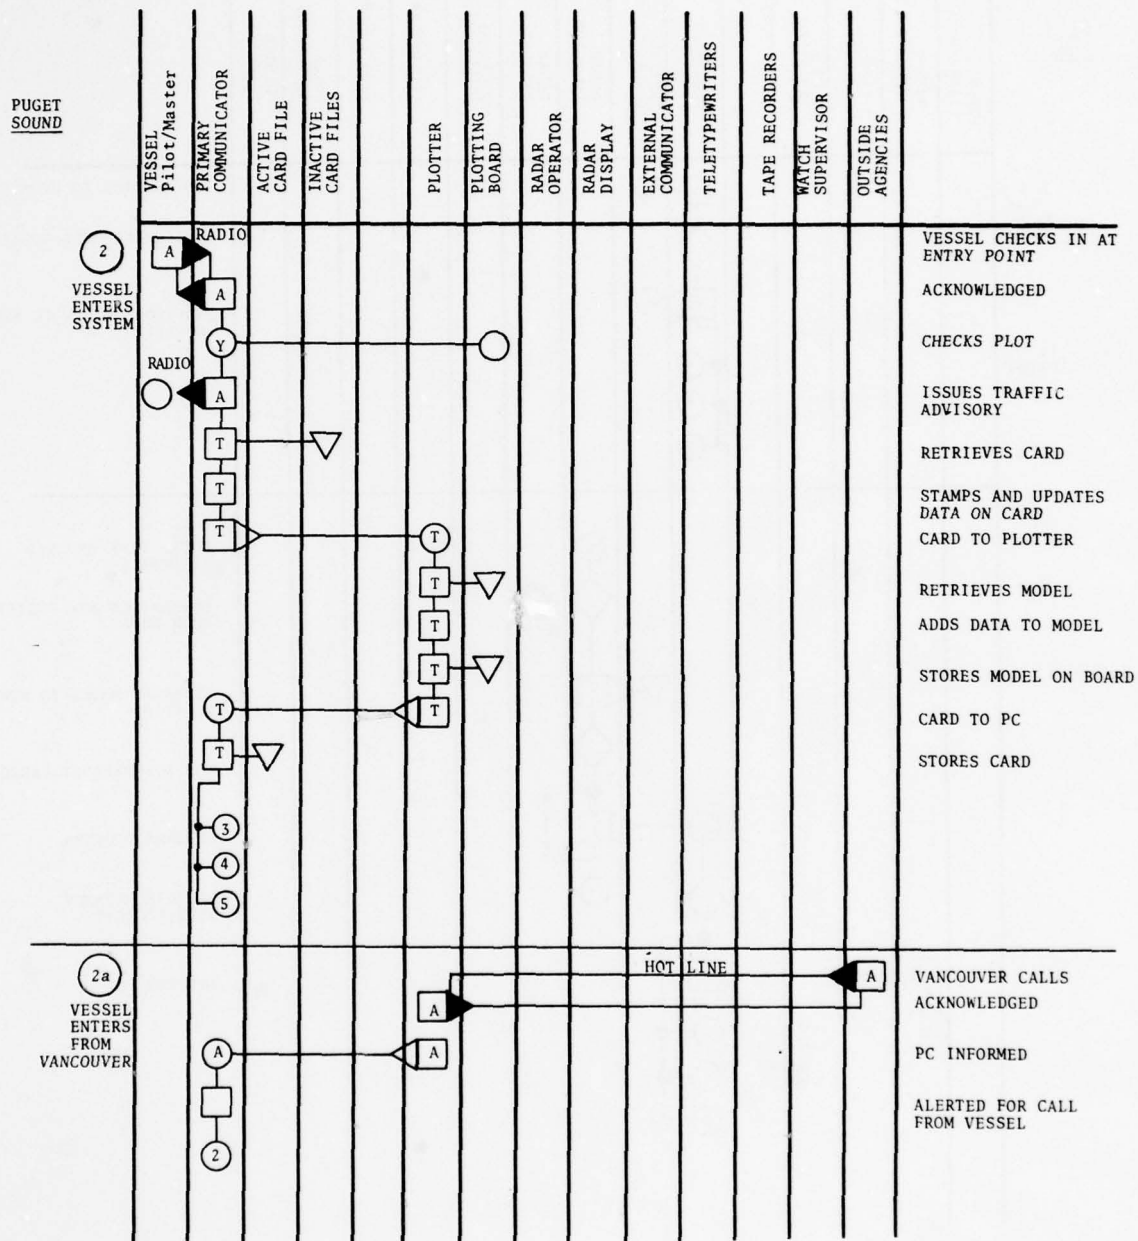 PUGET
SOUND
VESSEL
Pilot/Master
PRIMARY
COMMUNICATOR
ACTIVE
CARD FILE
INACTIVE
CARD FILES
PLOTTER
PLOTTING
BOARD
RADAR
OPERATOR
RADAR
DISPLAY
EXTERNAL
COMMUNICATOR
TELETYPEWRITERS
TAPE RECORDERS
WATCH
SUPERVISOR
OUTSIDE
AGENCIES
2
VESSEL
ENTERS
SYSTEM
A
RADIO
VESSEL CHECKS IN AT
ENTRY POINT
A
ACKNOWLEDGED
Y
CHECKS PLOT
RADIO
A
ISSUES TRAFFIC
ADVISORY
T
RETRIEVES CARD
T
STAMPS AND UPDATES
DATA ON CARD
T
T
CARD TO PLOTTER
T
RETRIEVES MODEL
T
ADDS DATA TO MODEL
T
STORES MODEL ON BOARD
T
T
CARD TO PC
T
STORES CARD
3
4
5
2a
VESSEL
ENTERS
FROM
VANCOUVER
HOT LINE
A
VANCOUVER CALLS
A
ACKNOWLEDGED
A
A
PC INFORMED
ALERTED FOR CALL
FROM VESSEL
2